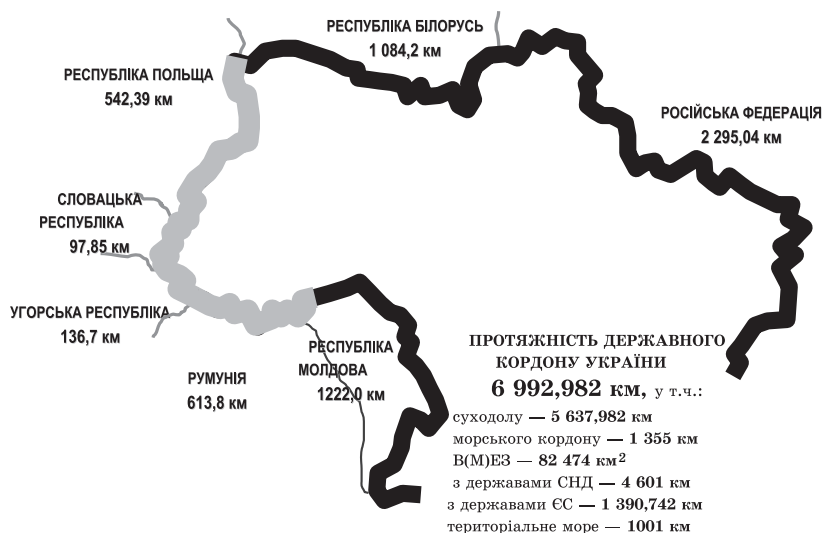 РЕСПУБЛІКА БІЛОРУСЬ
1 084,2 км
РЕСПУБЛІКА ПОЛЬЩА
542,39 км
РОСІЙСЬКА ФЕДЕРАЦІЯ
2 295,04 км
СЛОВАЦЬКА
РЕСПУБЛІКА
97,85 км
УГОРСЬКА РЕСПУБЛІКА
136,7 км
РУМУНІЯ
613,8 км
РЕСПУБЛІКА
МОЛДОВА
1222,0 км
ПРОТЯЖНІСТЬ ДЕРЖАВНОГО
КОРДОНУ УКРАЇНИ
6 992,982 км, у т.ч.:
суходолу — 5 637,982 км
морського кордону — 1 355 км
В(М)ЕЗ — 82 474 км²
з державами СНД — 4 601 км
з державами ЄС — 1 390,742 км
територіальне море — 1001 км